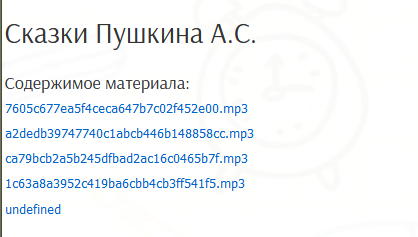 Сказки Пушкина А.С.
Содержимое материала:
7605c677ea5f4ceca647b7c02f452e00.mp3
a2dedb39747740c1abcb446b148858cc.mp3
ca79bcb2a5b245dfbad2ac16c0465b7f.mp3
1c63a8a3952c419ba6cbb4cb3ff541f5.mp3
undefined